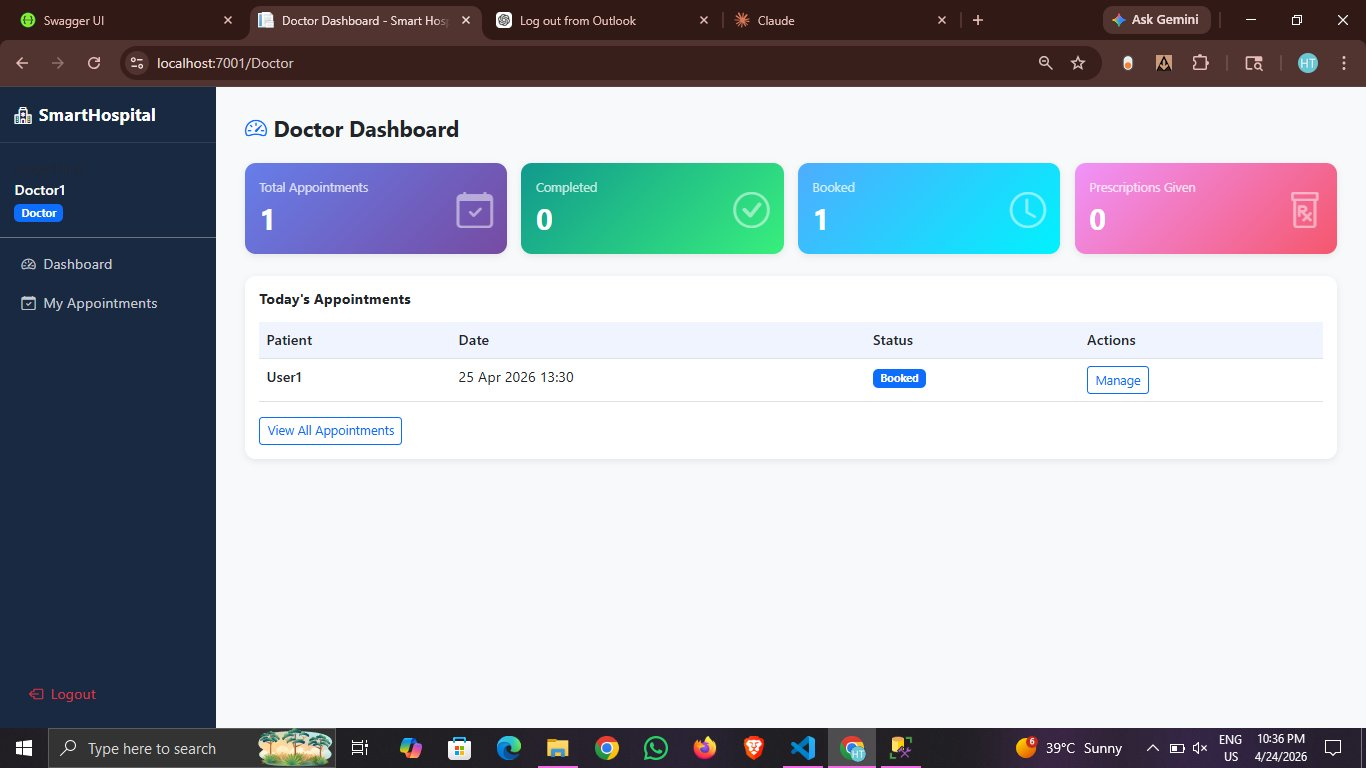 Swagger UI
Doctor Dashboard - Smart Hosp
Log out from Outlook
Claude
Ask Gemini
localhost:7001/Doctor
HT
SmartHospital
Doctor1
Doctor
Dashboard
My Appointments
Logout
Doctor Dashboard
Total Appointments
1
Completed
0
Booked
1
Prescriptions Given
0
Today's Appointments
Patient Date Status Actions
User1 25 Apr 2026 13:30 Booked Manage
View All Appointments
Type here to search
HT
6
39°C Sunny
ENG
US
10:36 PM
4/24/2026